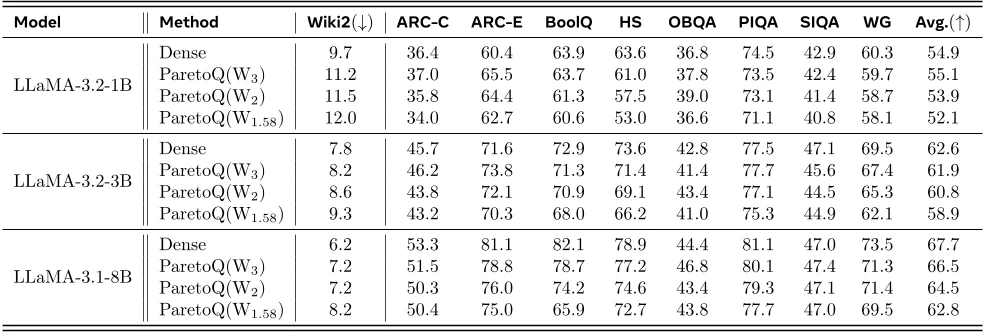 Model Method Wiki2(↓) ARC-C ARC-E BoolQ HS OBQA PIQA SIQA WG Avg.(↑)
Dense 9.7 36.4 60.4 63.9 63.6 36.8 74.5 42.9 60.3 54.9
ParetoQ(W3) 11.2 37.0 65.5 63.7 61.0 37.8 73.5 42.4 59.7 55.1
LLaMA-3.2-1B
ParetoQ(W2) 11.5 35.8 64.4 61.3 57.5 39.0 73.1 41.4 58.7 53.9
ParetoQ(W1.58) 12.0 34.0 62.7 60.6 53.0 36.6 71.1 40.8 58.1 52.1
Dense 7.8 45.7 71.6 72.9 73.6 42.8 77.5 47.1 69.5 62.6
ParetoQ(W3) 8.2 46.2 73.8 71.3 71.4 41.4 77.7 45.6 67.4 61.9
LLaMA-3.2-3B
ParetoQ(W2) 8.6 43.8 72.1 70.9 69.1 43.4 77.1 44.5 65.3 60.8
ParetoQ(W1.58) 9.3 43.2 70.3 68.0 66.2 41.0 75.3 44.9 62.1 58.9
Dense 6.2 53.3 81.1 82.1 78.9 44.4 81.1 47.0 73.5 67.7
ParetoQ(W3) 7.2 51.5 78.8 78.7 77.2 46.8 80.1 47.4 71.3 66.5
LLaMA-3.1-8B
ParetoQ(W2) 7.2 50.3 76.0 74.2 74.6 43.4 79.3 47.1 71.4 64.5
ParetoQ(W1.58) 8.2 50.4 75.0 65.9 72.7 43.8 77.7 47.0 69.5 62.8